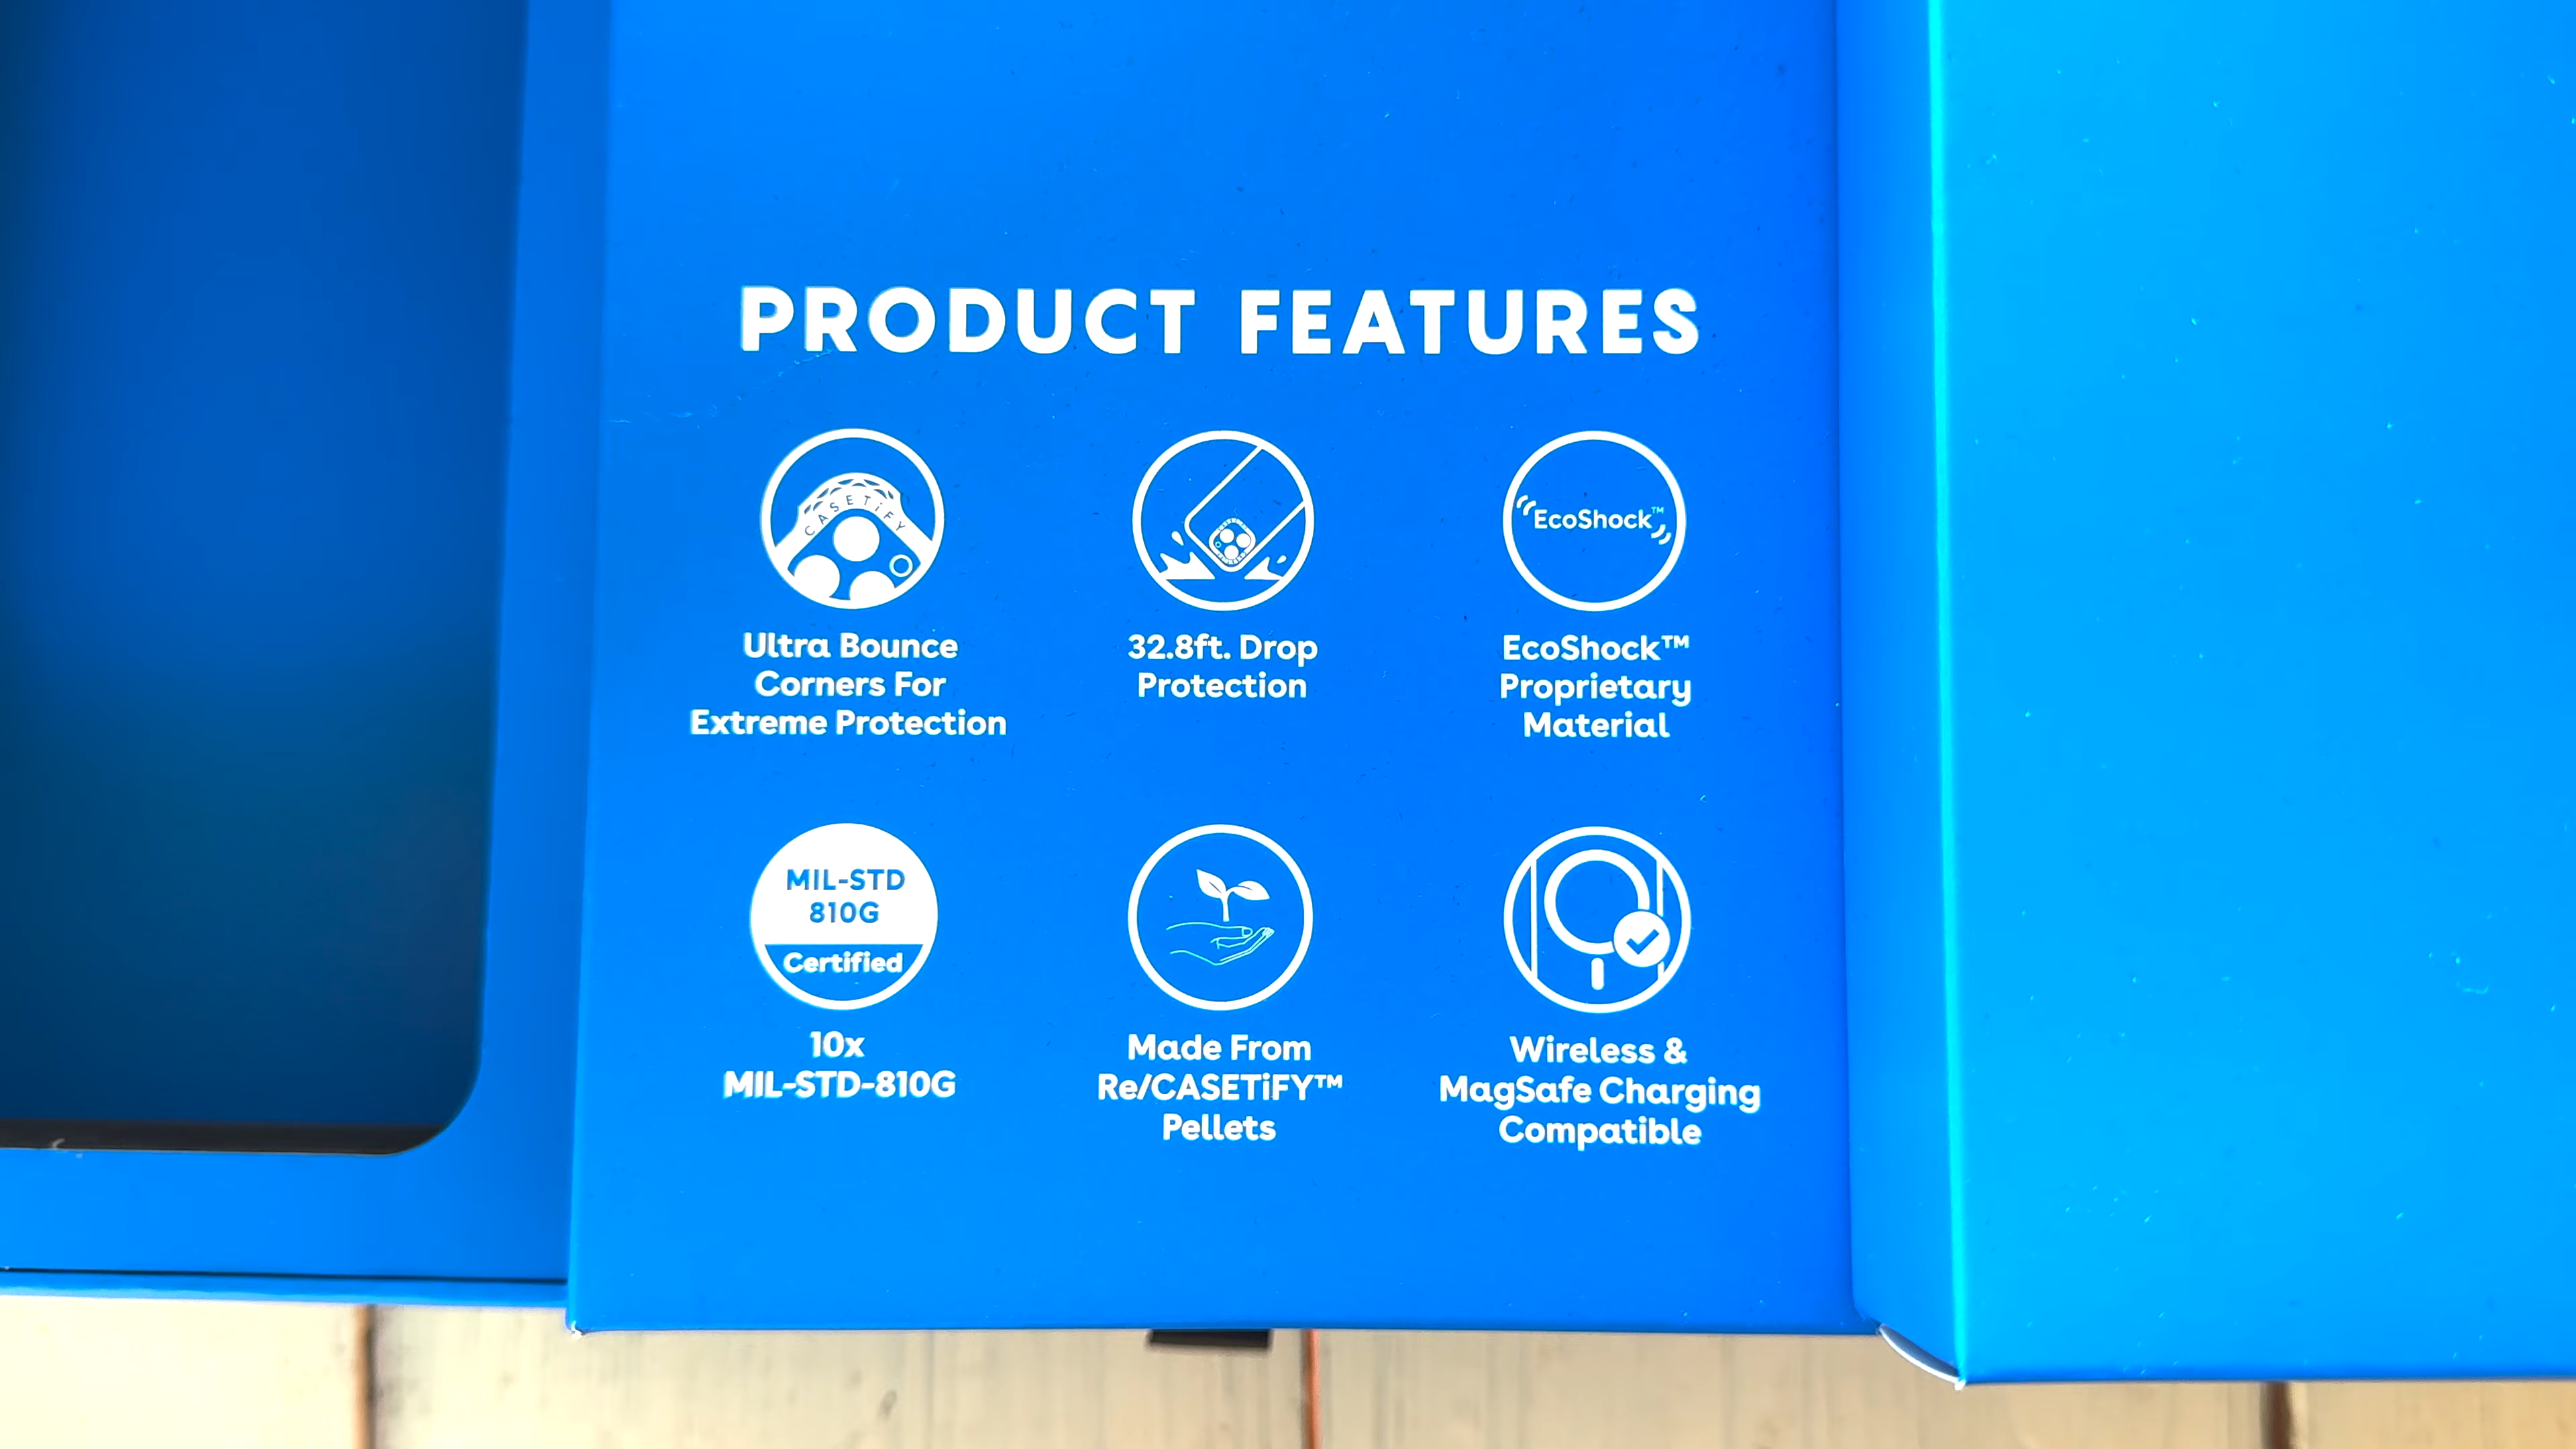 PRODUCT FEATURES
CASETiFY
EcoShock™
Ultra Bounce
Corners For
Extreme Protection
32.8ft. Drop
Protection
EcoShock™
Proprietary
Material
MIL-STD
810G
Certified
10x
MIL-STD-810G
Made From
Re/CASETiFY™
Pellets
Wireless &
MagSafe Charging
Compatible